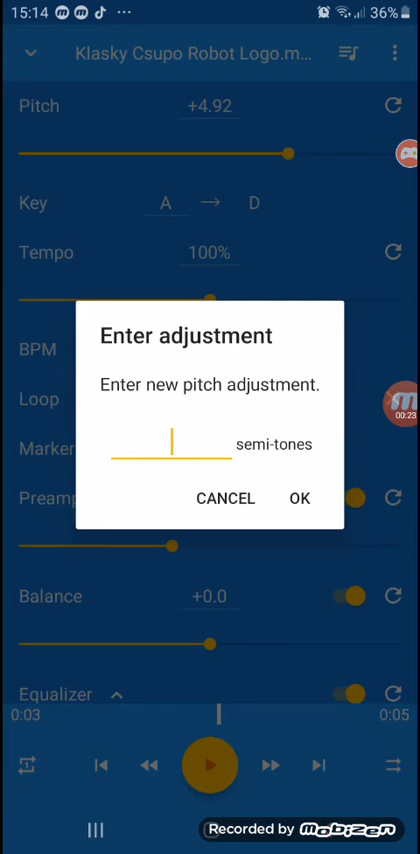 15:14 ... 36%
Klasky Csupo Robot Logo.m...
Pitch +4.92
Key A → D
Tempo 100%
Enter adjustment
BPM
Enter new pitch adjustment.
Loop
00:23
Marker
semi-tones
CANCEL OK
Preamp
Balance +0.0
Equalizer
0:03 0:05
1
Recorded by mobizen